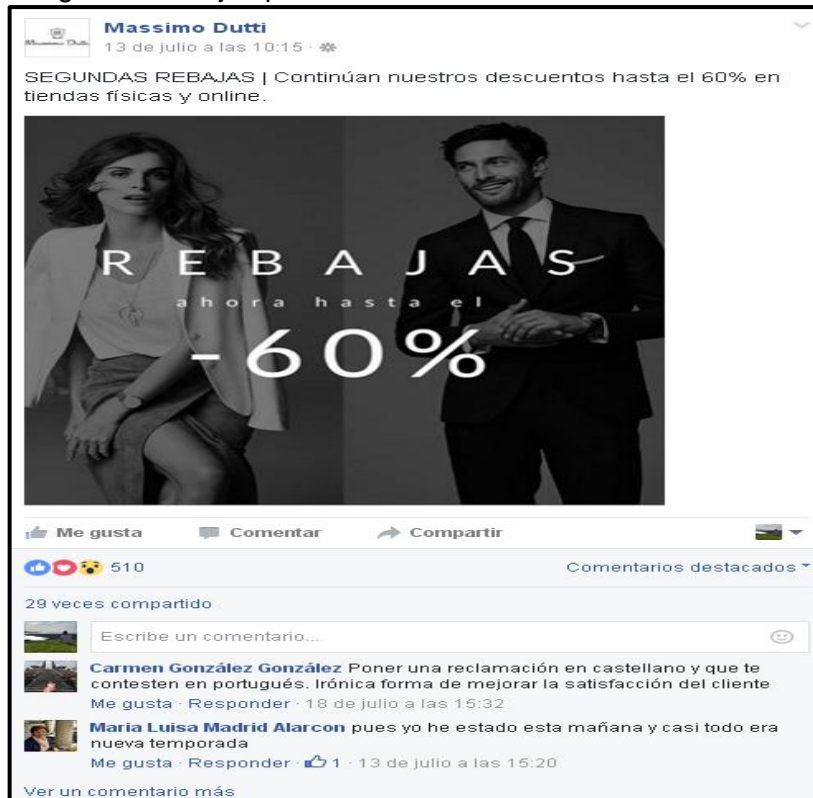 Massimo Dutti
13 de julio a las 10:15 ·
SEGUNDAS REBAJAS | Continúan nuestros descuentos hasta el 60% en
tiendas físicas y online.
REBAJAS
ahora hasta el
-60%
Me gusta Comentar Compartir
510 Comentarios destacados
29 veces compartido
Escribe un comentario...
Carmen González González Poner una reclamación en castellano y que te
contesten en portugués. Irónica forma de mejorar la satisfacción del cliente
Me gusta · Responder · 18 de julio a las 15:32
Maria Luisa Madrid Alarcon pues yo he estado esta mañana y casi todo era
nueva temporada
Me gusta · Responder · 1 · 13 de julio a las 15:20
Ver un comentario más